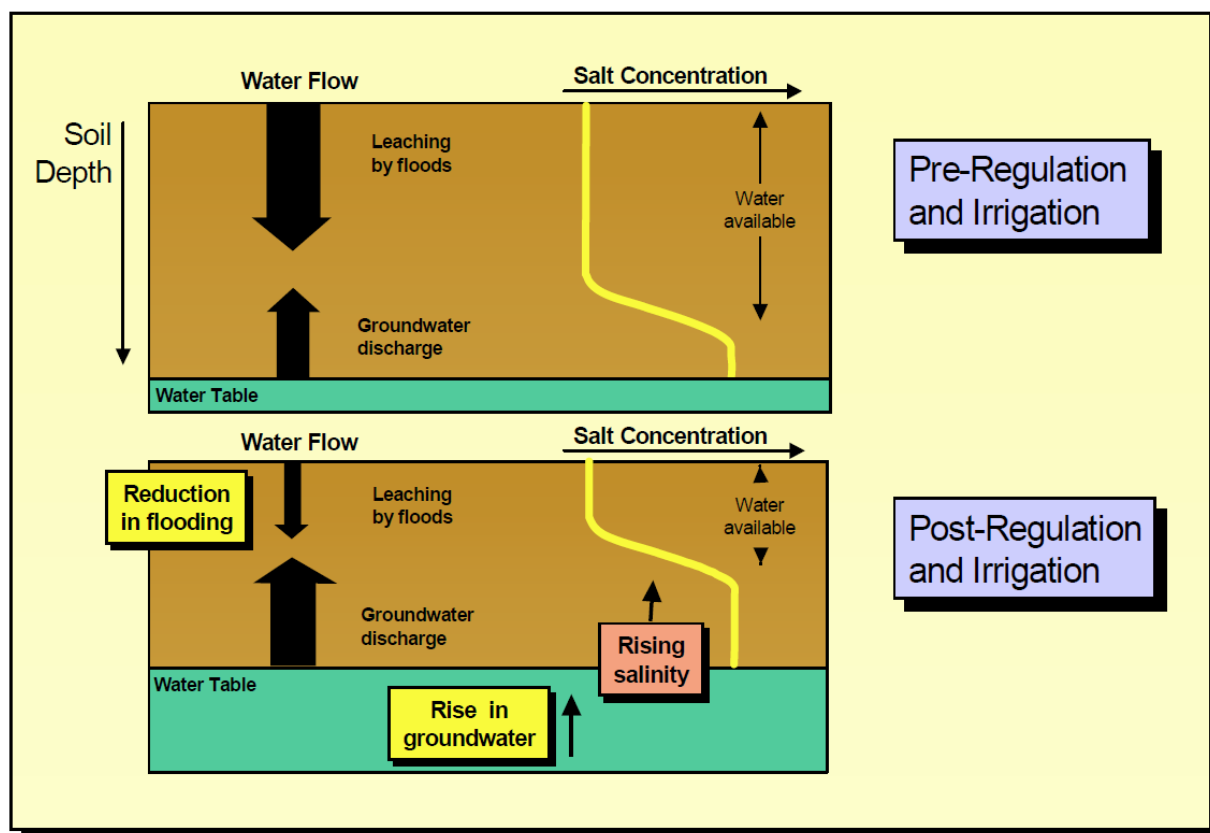 Water Flow
Salt Concentration
Soil
Depth
Leaching
by floods
Water
available
Groundwater
discharge
Water Table
Pre-Regulation
and Irrigation
Water Flow
Salt Concentration
Reduction
in flooding
Leaching
by floods
Water
available
Groundwater
discharge
Rising
salinity
Water Table
Rise in
groundwater
Post-Regulation
and Irrigation